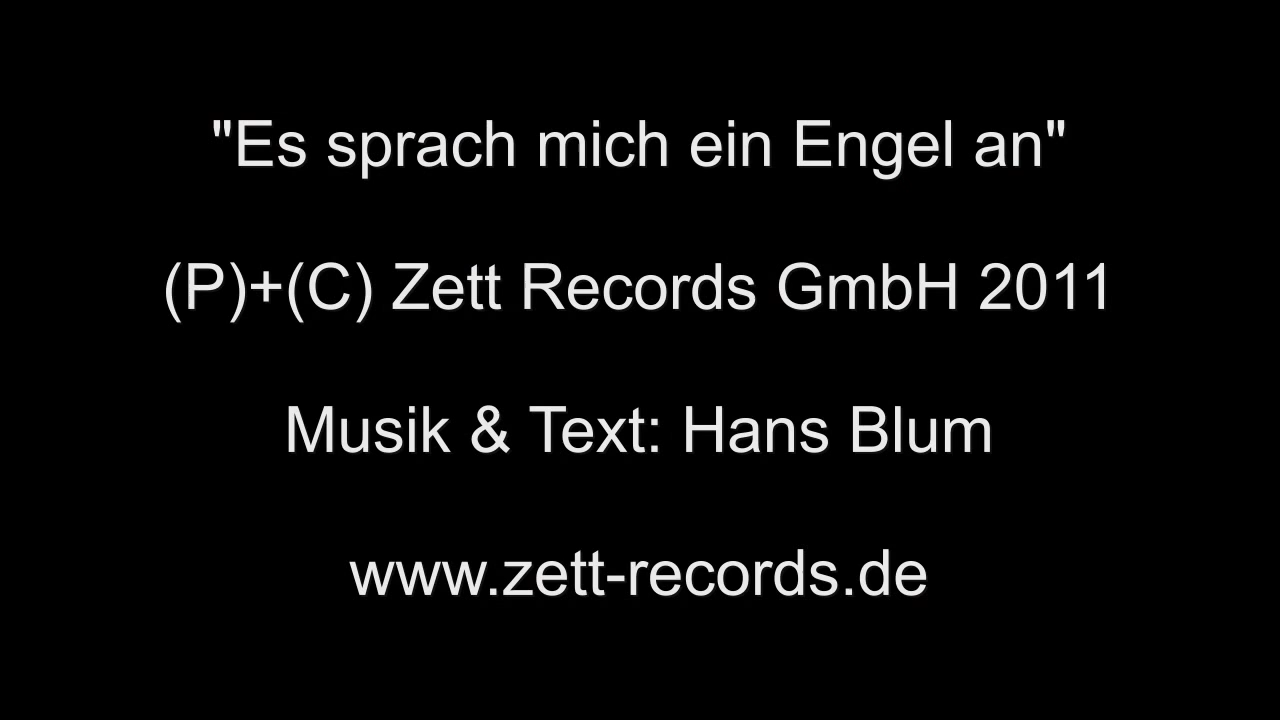 "Es sprach mich ein Engel an"
(P)+(C) Zett Records GmbH 2011
Musik & Text: Hans Blum
www.zett-records.de